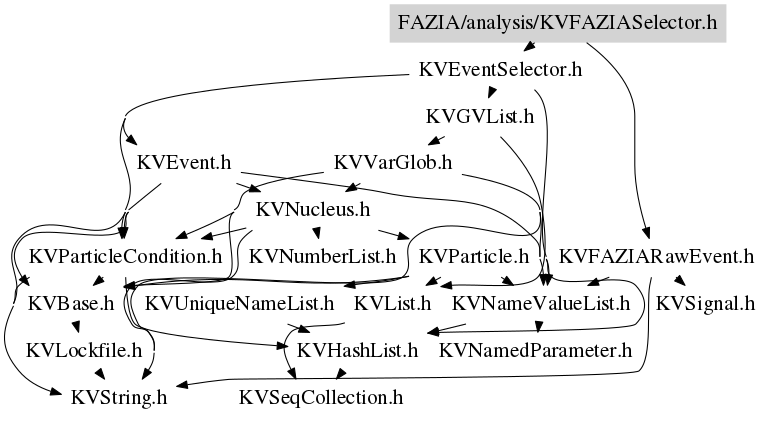 FAZIA/analysis/KVFAZIASelector.h
KVEventSelector.h
KVGVList.h
KVEvent.h
KVVarGlob.h
KVNucleus.h
KVParticleCondition.h
KVNumberList.h
KVParticle.h
KVFAZIARawEvent.h
KVBase.h
KVUniqueNameList.h
KVList.h
KVNameValueList.h
KVSignal.h
KVLockfile.h
KVHashList.h
KVNamedParameter.h
KVString.h
KVSeqCollection.h